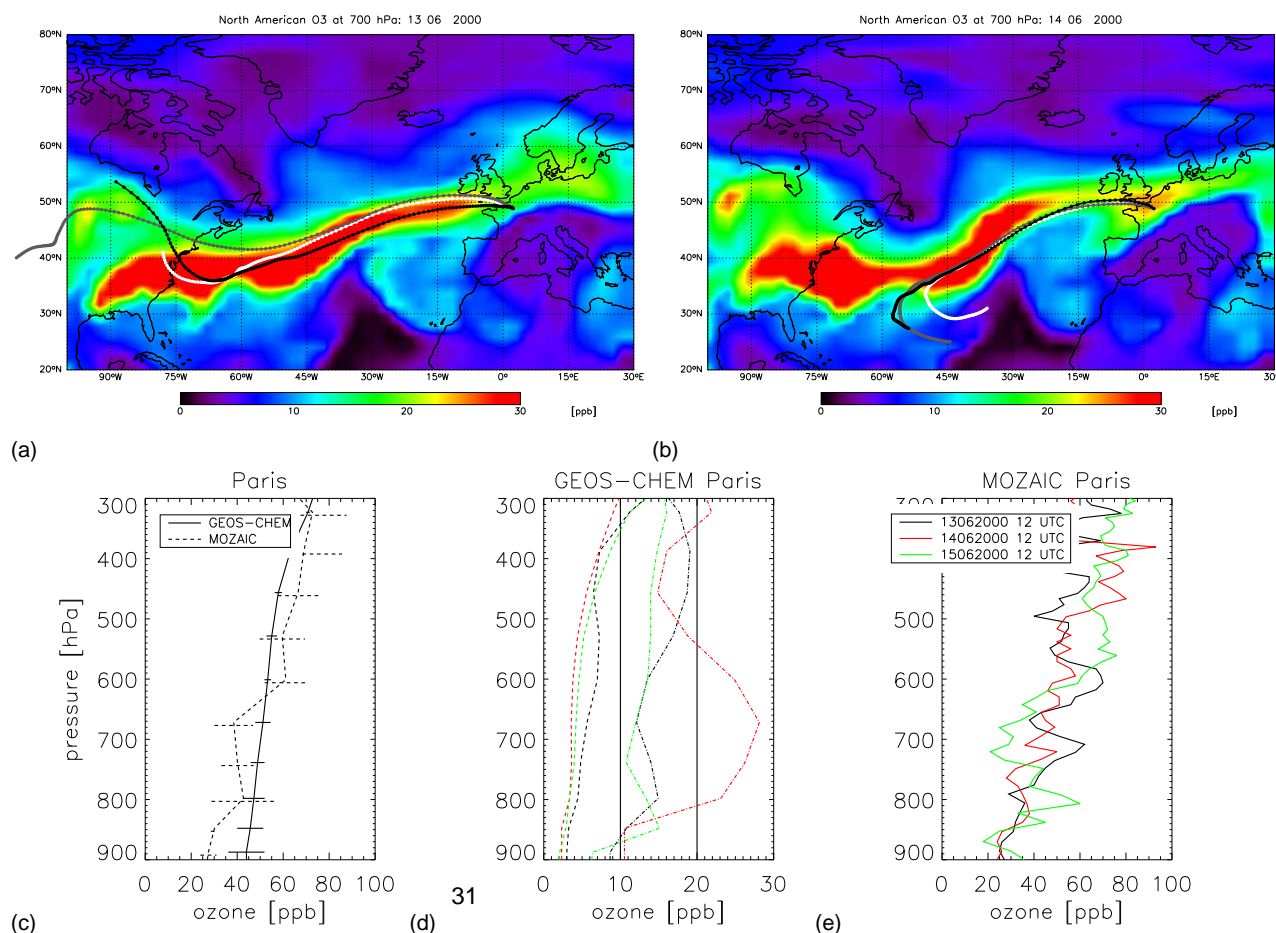 North American O3 at 700 hPa: 13 06 2000
80ºN
70ºN
60ºN
50ºN
40ºN
30ºN
20ºN
90ºW 75ºW 60ºW 45ºW 30ºW 15ºW 0ºE 15ºE 30ºE
0 10 20 30 [ppb]
(a)
North American O3 at 700 hPa: 14 06 2000
80ºN
70ºN
60ºN
50ºN
40ºN
30ºN
20ºN
90ºW 75ºW 60ºW 45ºW 30ºW 15ºW 0ºE 15ºE 30ºE
0 10 20 30 [ppb]
(b)
Paris
GEOS-CHEM
MOZAIC
pressure [hPa]
300
400
500
600
700
800
900
0 20 40 60 80 100
ozone [ppb]
(c)
GEOS-CHEM Paris
300
400
500
600
700
800
900
0 10 20 30
ozone [ppb]
(d)
31
MOZAIC Paris
13062000 12 UTC
14062000 12 UTC
15062000 12 UTC
300
400
500
600
700
800
900
0 20 40 60 80 100
ozone [ppb]
(e)